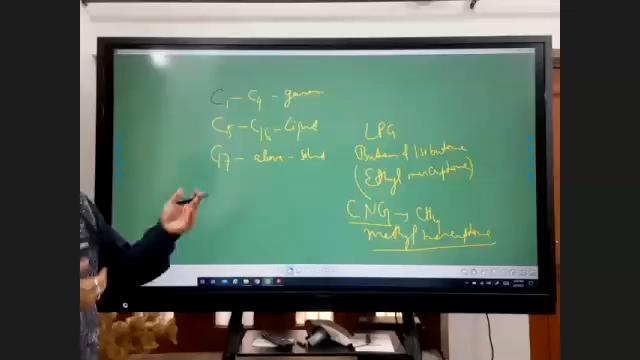 C1 – C4 – gaseous
C5 – C16 – Liquid
C17 – above – solid
LPG
Butane & Isobutane
(Ethyl mercaptane)
CNG → CH4
methyl mercaptane